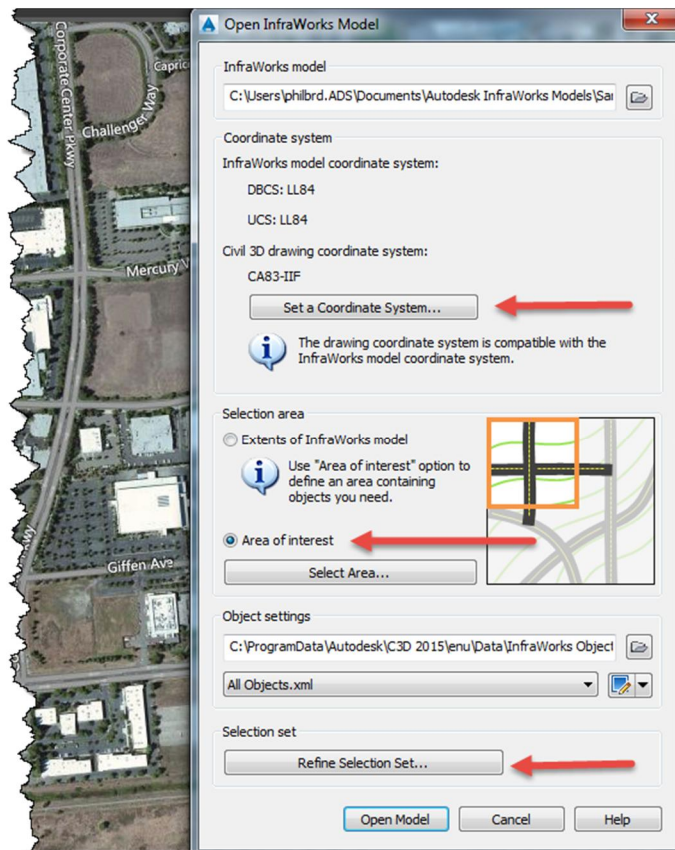 Open InfraWorks Model
InfraWorks model
C:\Users\philbrd.ADS\Documents\Autodesk InfraWorks Models\Sa
Coordinate system
InfraWorks model coordinate system:
DBCS: LL84
UCS: LL84
Civil 3D drawing coordinate system:
CA83-IIF
Set a Coordinate System...
The drawing coordinate system is compatible with the
InfraWorks model coordinate system.
Selection area
Extents of InfraWorks model
Use "Area of interest" option to
define an area containing
objects you need.
Area of interest
Select Area...
Object settings
C:\ProgramData\Autodesk\C3D 2015\enu\Data\InfraWorks Object
All Objects.xml
Selection set
Refine Selection Set...
Open Model
Cancel
Help
Corporate Center Pkwy
Capric
Challenger Way
Mercury
Giffen Ave